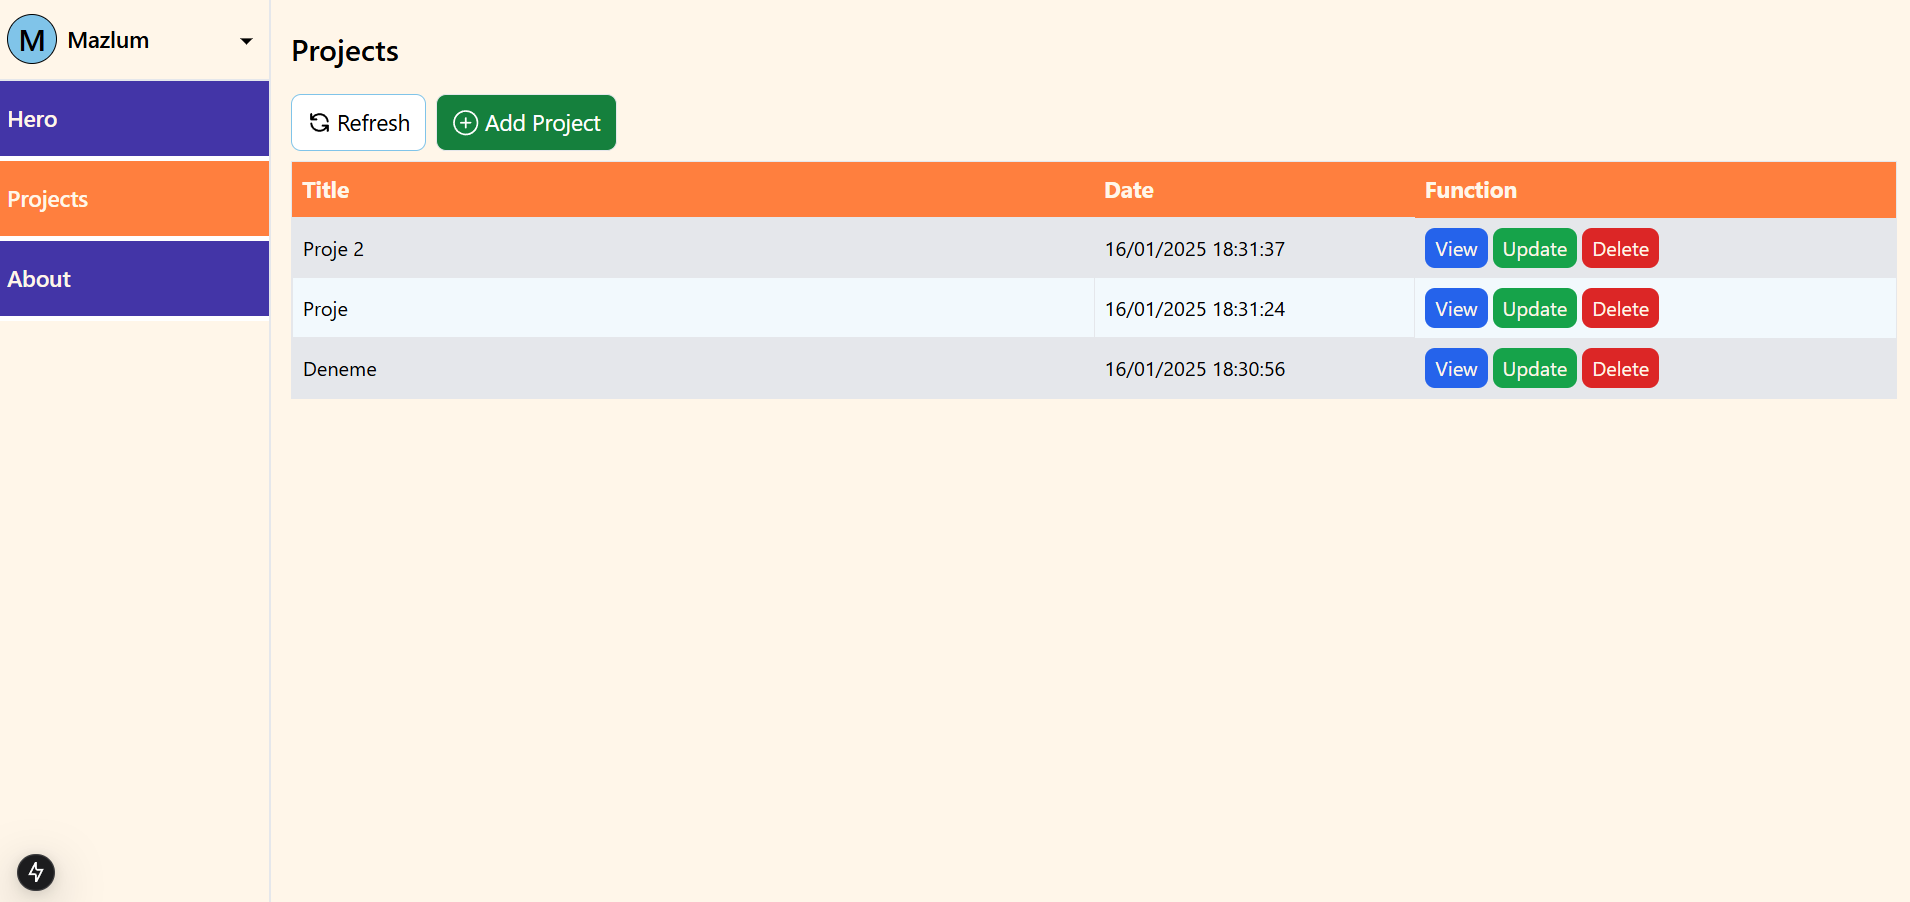 M Mazlum
Hero
Projects
About
Projects
Refresh Add Project
Title Date Function
Proje 2 16/01/2025 18:31:37 View Update Delete
Proje 16/01/2025 18:31:24 View Update Delete
Deneme 16/01/2025 18:30:56 View Update Delete